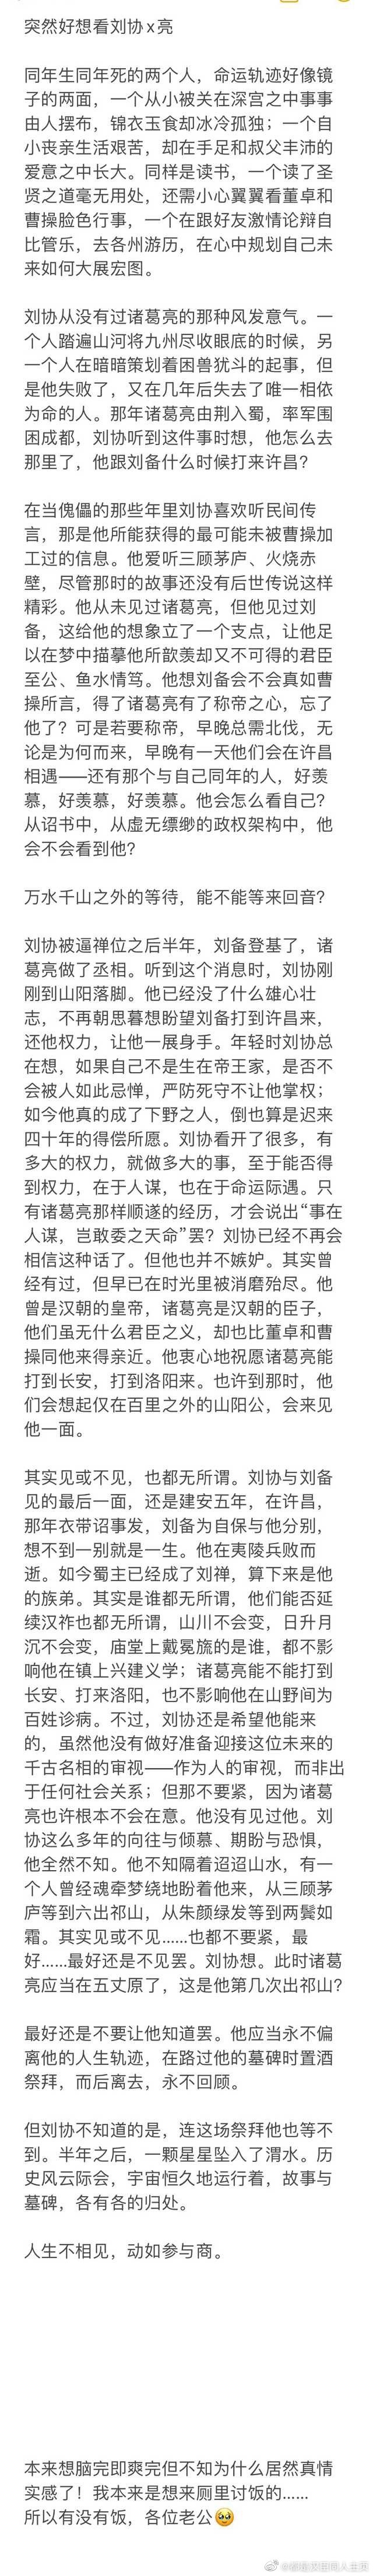 突然好想看刘协x亮
同年生同年死的两个人，命运轨迹好像镜
子的两面，一个从小被关在深宫之中事事
由人摆布，锦衣玉食却冰冷孤独；一个自
小丧亲生活艰苦，却在手足和叔父丰沛的
爱意之中长大。同样是读书，一个读了圣
贤之道毫无用处，还需小心翼翼看董卓和
曹操脸色行事，一个在跟好友激情论辩自
比管乐，去各州游历，在心中规划自己未
来如何大展宏图。
刘协从没有过诸葛亮的那种风发意气。一
个人踏遍山河将九州尽收眼底的时候，另
一个人在暗暗策划着困兽犹斗的起事，但
是他失败了，又在几年后失去了唯一相依
为命的人。那年诸葛亮由荆入蜀，率军围
困成都，刘协听到这件事时想，他怎么去
那里了，他跟刘备什么时候打来许昌？
在当傀儡的那些年里刘协喜欢听民间传
言，那是他所能获得的最可能未被曹操加
工过的信息。他爱听三顾茅庐、火烧赤
壁，尽管那时的故事还没有后世传说这样
精彩。他从未见过诸葛亮，但他见过刘
备，这给他的想象立了一个支点，让他足
以在梦中描摹他所歆羡却又不可得的君臣
至公、鱼水情笃。他想刘备会不会真如曹
操所言，得了诸葛亮有了称帝之心，忘了
他了？可是若要称帝，早晚总需北伐，无
论是为何而来，早晚有一天他们会在许昌
相遇——还有那个与自己同年的人，好羡
慕，好羡慕，好羡慕。他会怎么看自己？
从诏书中，从虚无缥缈的政权架构中，他
会不会看到他？
万水千山之外的等待，能不能等来回音？
刘协被逼禅位之后半年，刘备登基了，诸
葛亮做了丞相。听到这个消息时，刘协刚
刚到山阳落脚。他已经没了什么雄心壮
志，不再朝思暮想盼望刘备打到许昌来，
还他权力，让他一展身手。年轻时刘协总
在想，如果自己不是生在帝王家，是否不
会被人如此忌惮，严防死守不让他掌权；
如今他真的成了下野之人，倒也算是迟来
四十年的得偿所愿。刘协看开了很多，有
多大的权力，就做多大的事，至于能否得
到权力，在于人谋，也在于命运际遇。只
有诸葛亮那样顺遂的经历，才会说出“事在
人谋，岂敢委之天命”罢？刘协已经不再会
相信这种话了。但他也并不嫉妒。其实曾
经有过，但早已在时光里被消磨殆尽。他
曾是汉朝的皇帝，诸葛亮是汉朝的臣子，
他们虽无什么君臣之义，却也比董卓和曹
操同他来得亲近。他衷心地祝愿诸葛亮能
打到长安，打到洛阳来。也许到那时，他
们会想起仅在百里之外的山阳公，会来见
他一面。
其实见或不见，也都无所谓。刘协与刘备
见的最后一面，还是建安五年，在许昌，
那年衣带诏事发，刘备为自保与他分别，
想不到一别就是一生。他在夷陵兵败而
逝。如今蜀主已经成了刘禅，算下来是他
的族弟。其实是谁都无所谓，他们能否延
续汉祚也都无所谓，山川不会变，日升月
沉不会变，庙堂上戴冕旒的是谁，都不影
响他在镇上兴建义学；诸葛亮能不能打到
长安、打来洛阳，也不影响他在山野间为
百姓诊病。不过，刘协还是希望他能来
的，虽然他没有做好准备迎接这位未来的
千古名相的审视——作为人的审视，而非出
于任何社会关系；但那不要紧，因为诸葛
亮也许根本不会在意。他没有见过他。刘
协这么多年的向往与倾慕、期盼与恐惧，
他全然不知。他不知隔着迢迢山水，有一
个人曾经魂牵梦绕地盼着他来，从三顾茅
庐等到六出祁山，从朱颜绿发等到两鬓如
霜。其实见或不见……也都不要紧，最
好……最好还是不见罢。刘协想。此时诸葛
亮应当在五丈原了，这是他第几次出祁山？
最好还是不要让他知道罢。他应当永不偏
离他的人生轨迹，在路过他的墓碑时置酒
祭拜，而后离去，永不回顾。
但刘协不知道的是，连这场祭拜他也等不
到。半年之后，一颗星星坠入了渭水。历
史风云际会，宇宙恒久地运行着，故事与
墓碑，各有各的归处。
人生不相见，动如参与商。
本来想脑完即爽完但不知为什么居然真情
实感了！我本来是想来厕里讨饭的……
所以有没有饭，各位老公🥹